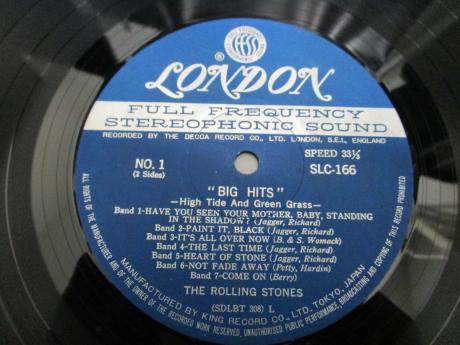 FULL FREQUENCY STEREOPHONIC SOUND
FFSS
® LONDON
FULL FREQUENCY
STEREOPHONIC SOUND
RECORDED BY THE DECCA RECORD CO., LTD. LONDON, S.E.I., ENGLAND
NO. 1
(2 Sides)
SPEED 33⅓
SLC-166
"BIG HITS"
—High Tide And Green Grass—
Band 1-HAVE YOU SEEN YOUR MOTHER, BABY, STANDING
IN THE SHADOW? (Jagger, Richard)
Band 2-PAINT IT, BLACK (Jagger, Richard)
Band 3-IT'S ALL OVER NOW (B. & S. Womack)
Band 4-THE LAST TIME (Jagger, Richard)
Band 5-HEART OF STONE (Jagger, Richard)
Band 6-NOT FADE AWAY (Petty, Hardin)
Band 7-COME ON (Berry)
THE ROLLING STONES
(SDLBT 308) L
MANUFACTURED BY KING RECORD CO., LTD. TOKYO, JAPAN
ALL RIGHTS OF THE MANUFACTURER AND OF THE OWNER OF THE RECORDED WORK RESERVED, UNAUTHORISED PUBLIC PERFORMANCE, BROADCASTING AND COPYING OF THIS RECORD PROHIBITED